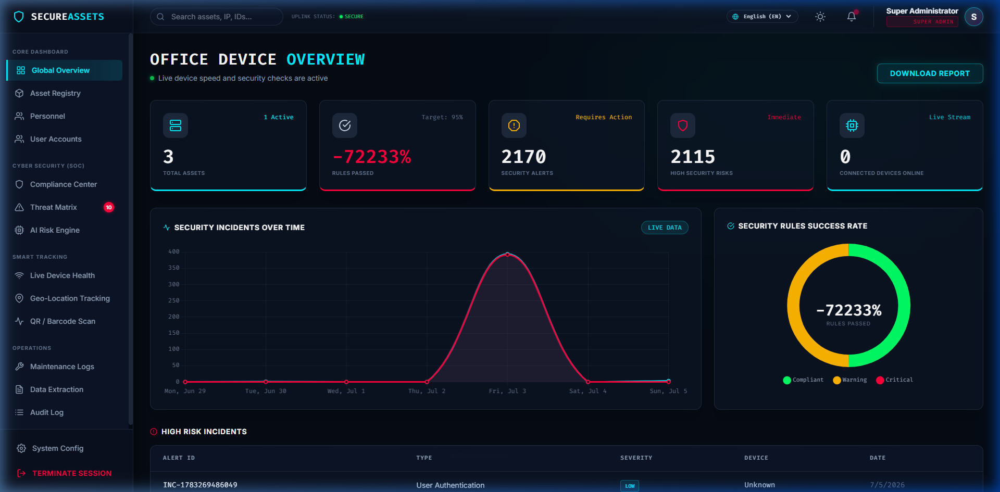 SECUREASSETS
Search assets, IP, IDs...
UPLINK STATUS: SECURE
English (EN)
Super Administrator
SUPER ADMIN
S
CORE DASHBOARD
Global Overview
Asset Registry
Personnel
User Accounts
CYBER SECURITY (SOC)
Compliance Center
Threat Matrix
10
AI Risk Engine
SMART TRACKING
Live Device Health
Geo-Location Tracking
QR / Barcode Scan
OPERATIONS
Maintenance Logs
Data Extraction
Audit Log
System Config
TERMINATE SESSION
OFFICE DEVICE OVERVIEW
Live device speed and security checks are active
DOWNLOAD REPORT
1 Active
3
TOTAL ASSETS
Target: 95%
-72233%
RULES PASSED
Requires Action
2170
SECURITY ALERTS
Immediate
2115
HIGH SECURITY RISKS
Live Stream
0
CONNECTED DEVICES ONLINE
SECURITY INCIDENTS OVER TIME
LIVE DATA
400
350
300
250
200
150
100
50
0
Mon, Jun 29
Tue, Jun 30
Wed, Jul 1
Thu, Jul 2
Fri, Jul 3
Sat, Jul 4
Sun, Jul 5
SECURITY RULES SUCCESS RATE
-72233%
RULES PASSED
Compliant
Warning
Critical
HIGH RISK INCIDENTS
ALERT ID TYPE SEVERITY DEVICE DATE
INC-1783269486049 User Authentication LOW Unknown 7/5/2026